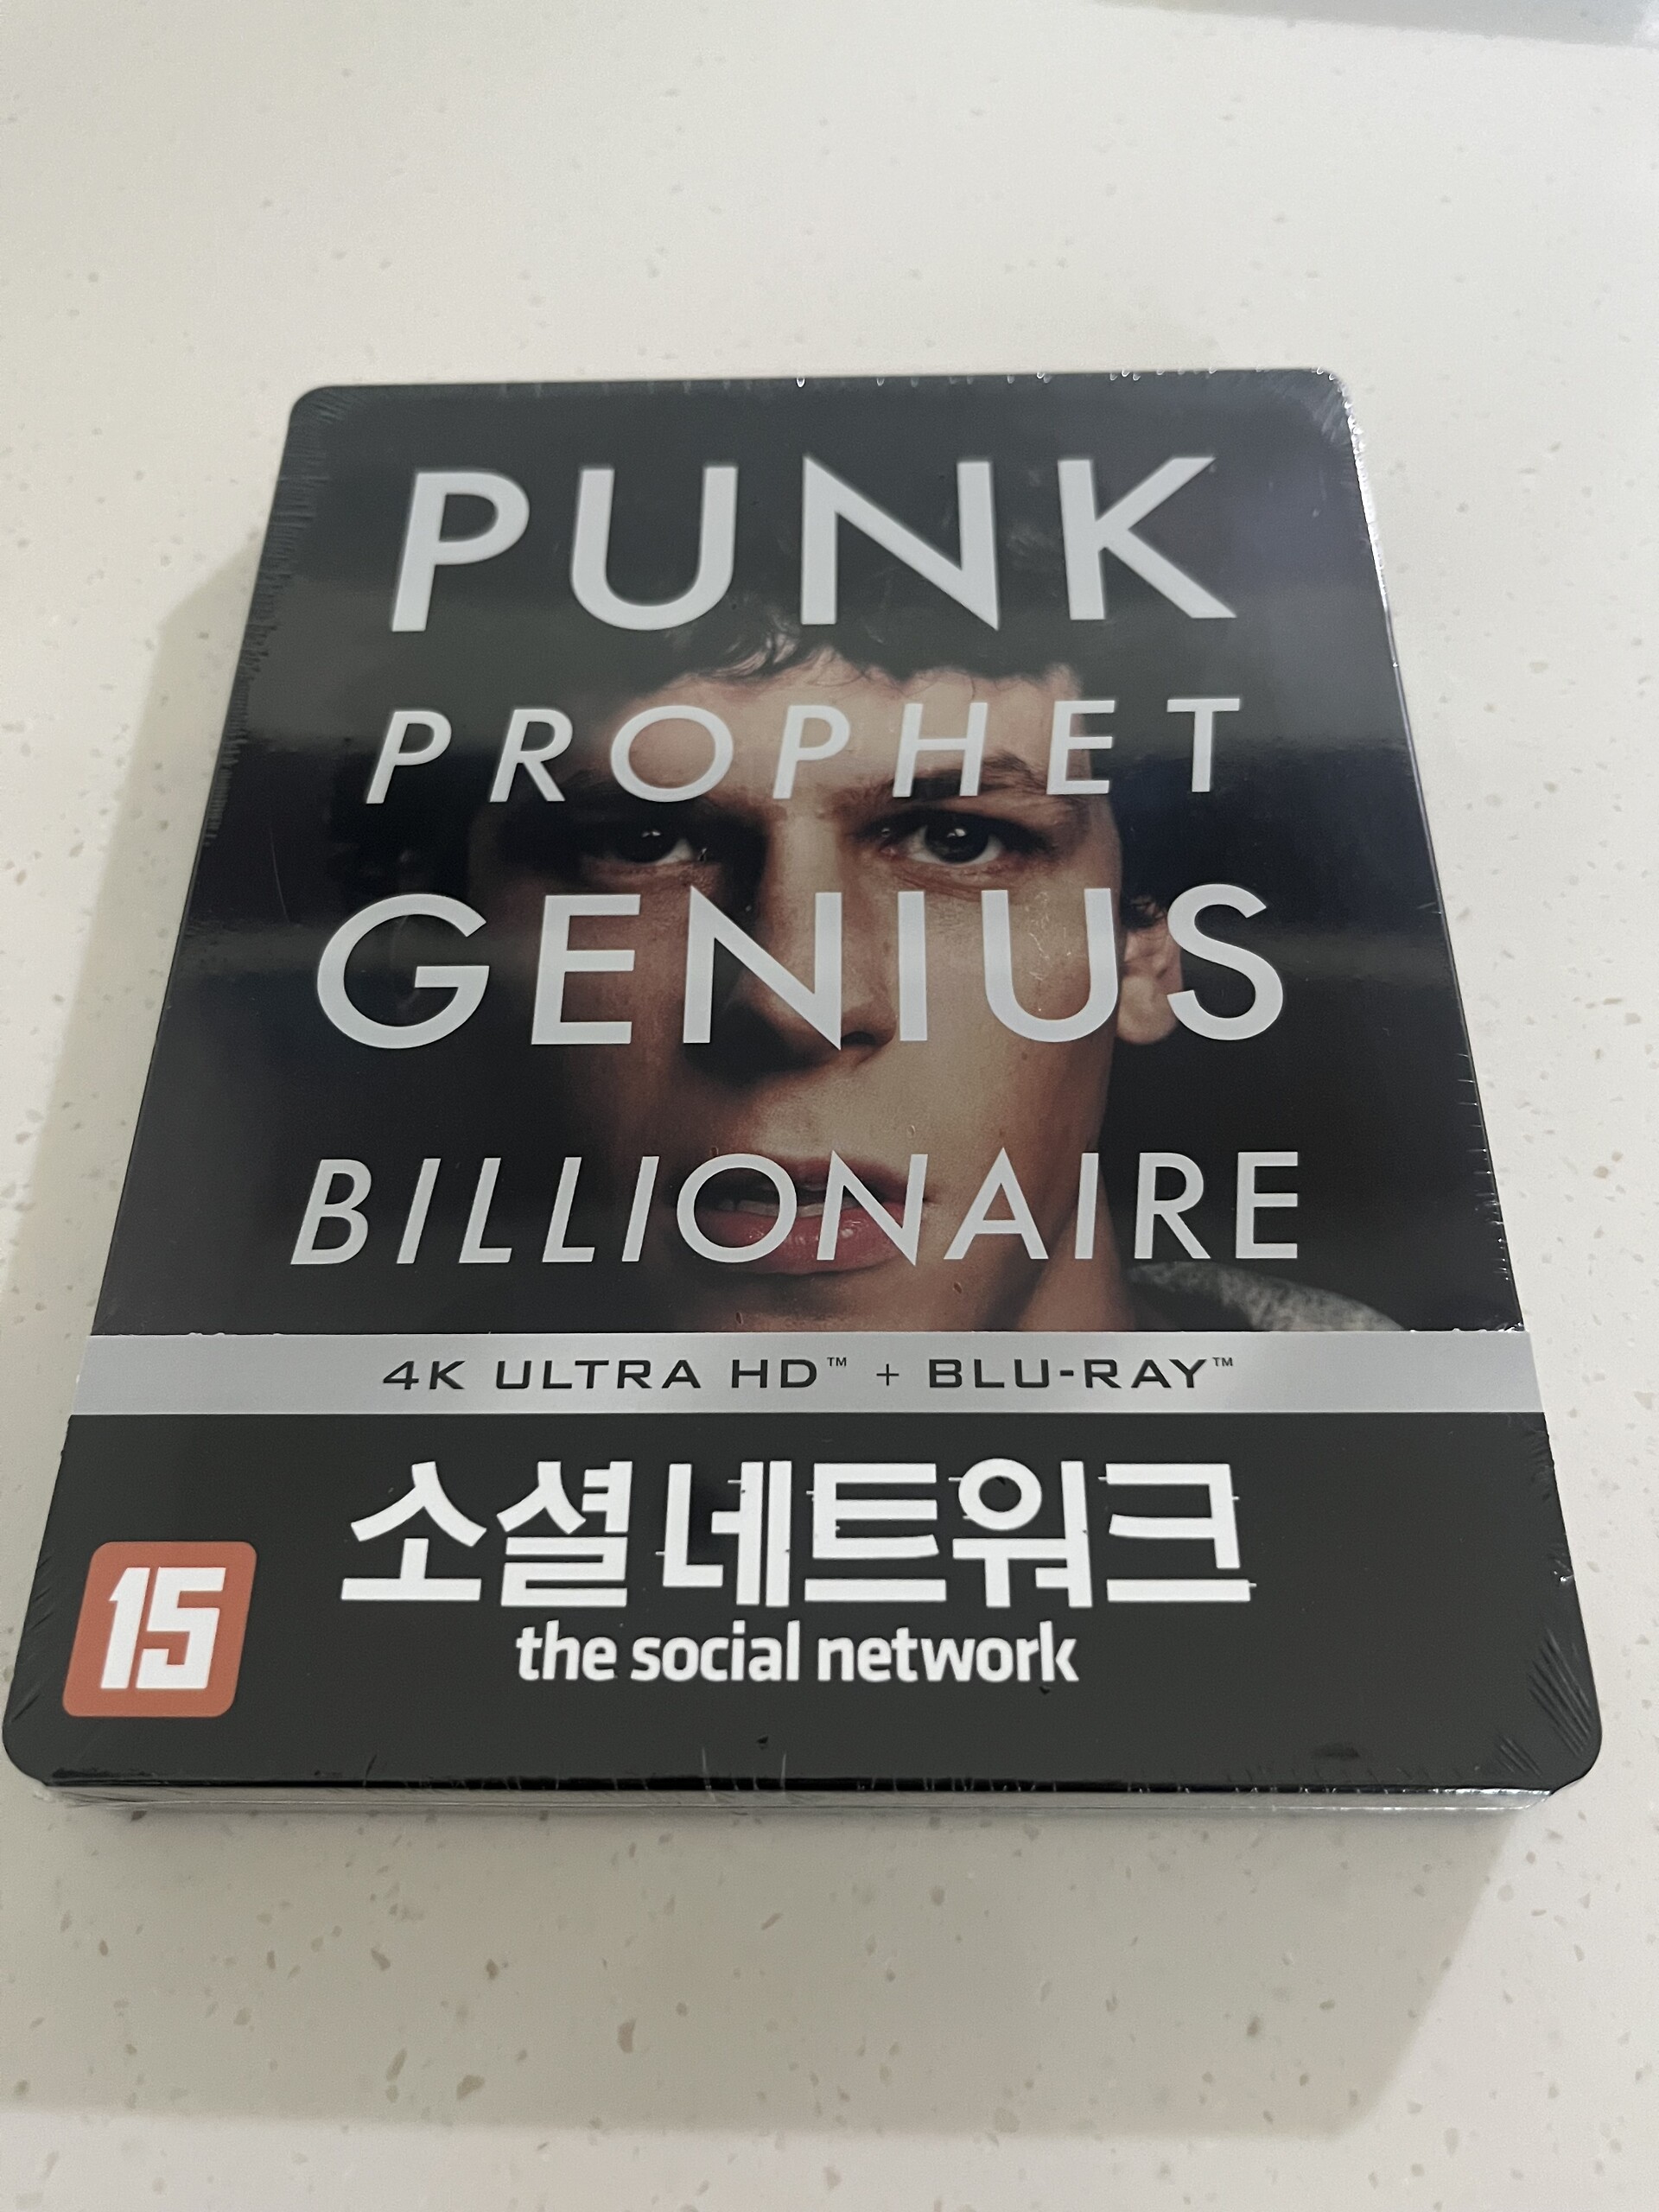 PUNK
PROPHET
GENIUS
BILLIONAIRE
4K ULTRA HD™ + BLU-RAY™
소셜 네트워크
the social network
15